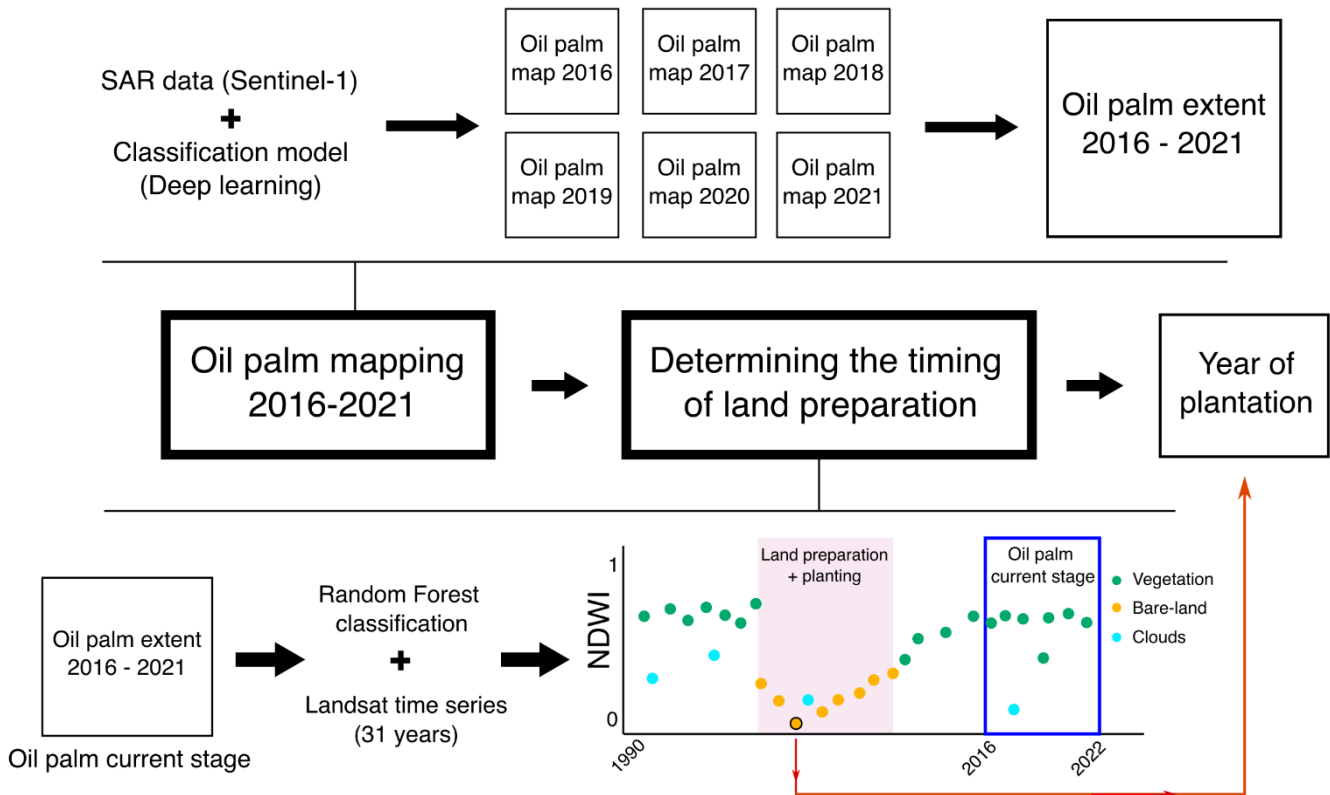 SAR data (Sentinel-1)
+
Classification model
(Deep learning)
Oil palm
map 2016
Oil palm
map 2017
Oil palm
map 2018
Oil palm
map 2019
Oil palm
map 2020
Oil palm
map 2021
Oil palm extent
2016 - 2021
Oil palm mapping
2016-2021
Determining the timing
of land preparation
Year of
plantation
Oil palm extent
2016 - 2021
Oil palm current stage
Random Forest
classification
+
Landsat time series
(31 years)
NDWI
1
0
1990
2016
2022
Land preparation
+ planting
Oil palm
current stage
Vegetation
Bare-land
Clouds